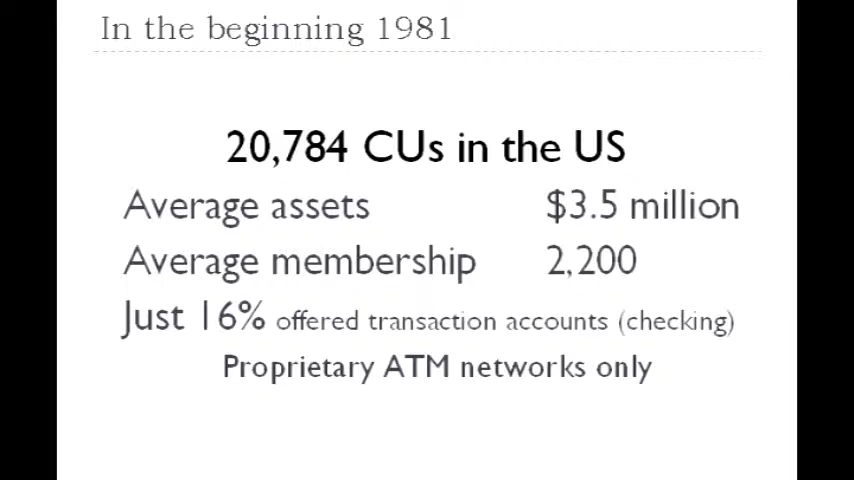 In the beginning 1981
20,784 CUs in the US
Average assets $3.5 million
Average membership 2,200
Just 16% offered transaction accounts (checking)
Proprietary ATM networks only